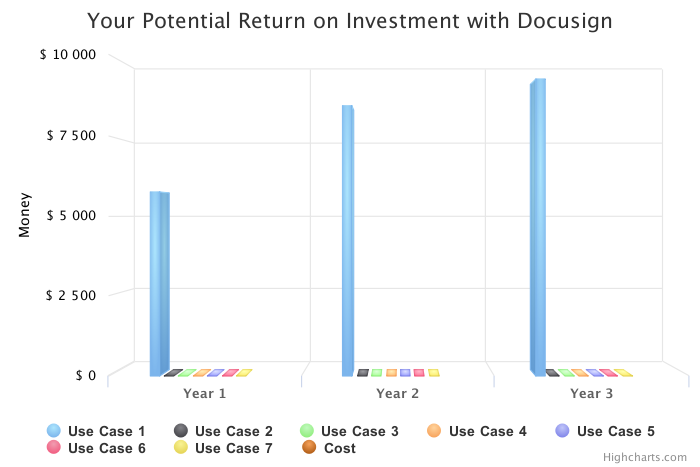 Your Potential Return on Investment with Docusign
$ 10 000
$ 7 500
$ 5 000
$ 2 500
$ 0
Money
Year 1 Year 2 Year 3
Use Case 1 Use Case 2 Use Case 3 Use Case 4 Use Case 5
Use Case 6 Use Case 7 Cost
Highcharts.com